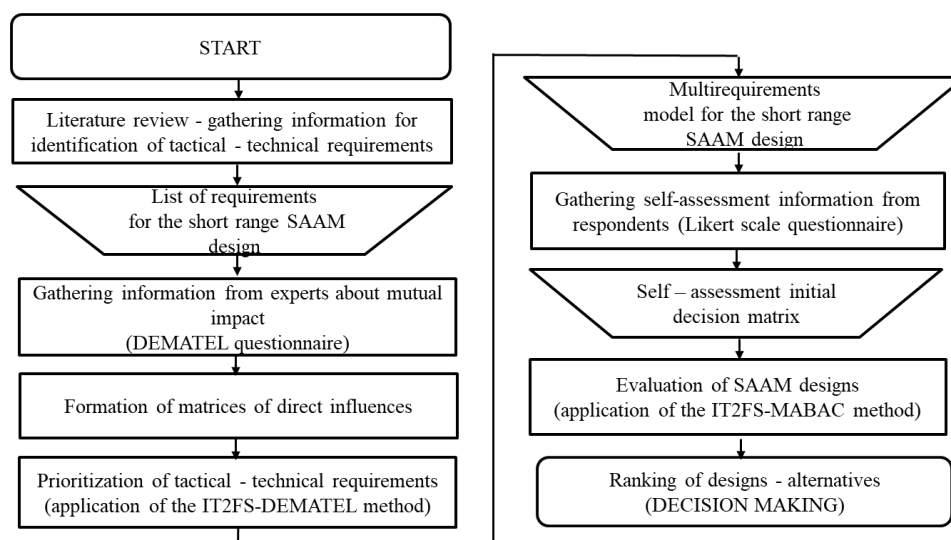 START
Literature review - gathering information for
identification of tactical - technical requirements
List of requirements
for the short range SAAM
design
Gathering information from experts about mutual
impact
(DEMATEL questionnaire)
Formation of matrices of direct influences
Prioritization of tactical - technical requirements
(application of the IT2FS-DEMATEL method)
Multirequirements
model for the short range
SAAM design
Gathering self-assessment information from
respondents (Likert scale questionnaire)
Self – assessment initial
decision matrix
Evaluation of SAAM designs
(application of the IT2FS-MABAC method)
Ranking of designs - alternatives
(DECISION MAKING)